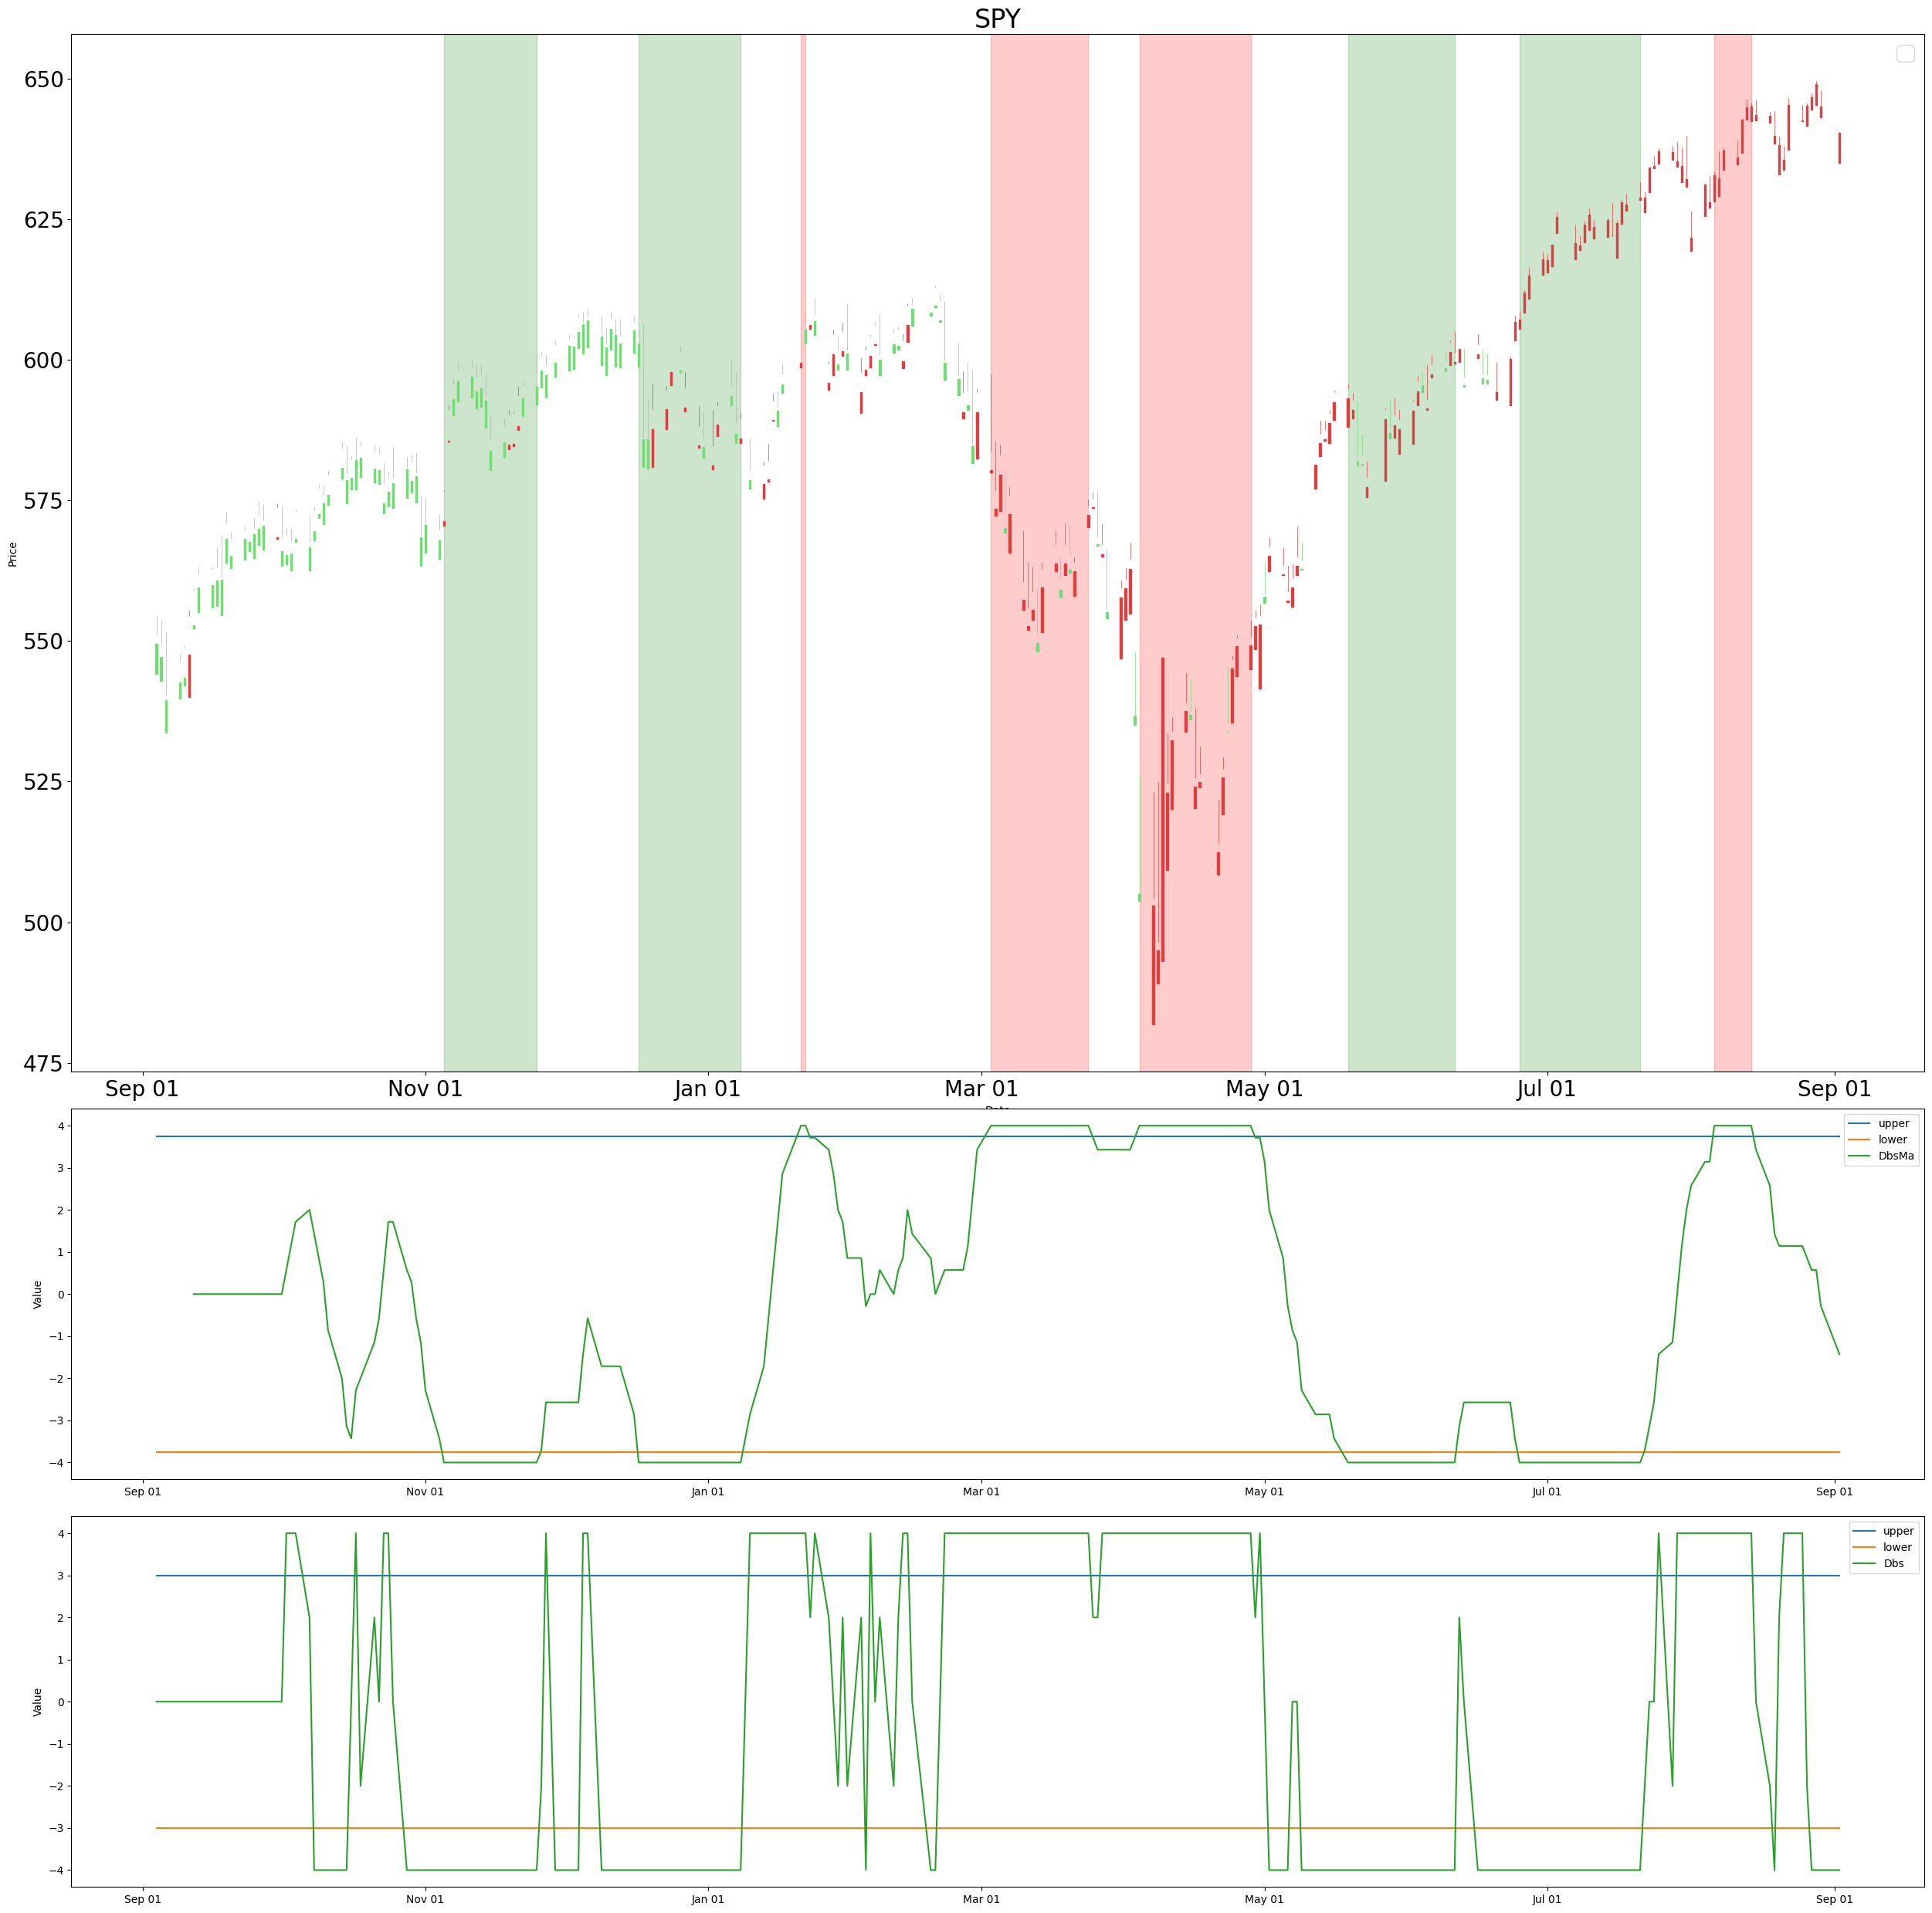 SPY
650
625
600
575
550
525
500
475
Price
Sep 01 Nov 01 Jan 01 Mar 01 May 01 Jul 01 Sep 01
Date
4
3
2
1
0
−1
−2
−3
−4
Value
upper
lower
DbsMa
Sep 01 Nov 01 Jan 01 Mar 01 May 01 Jul 01 Sep 01
4
3
2
1
0
−1
−2
−3
−4
Value
upper
lower
Dbs
Sep 01 Nov 01 Jan 01 Mar 01 May 01 Jul 01 Sep 01